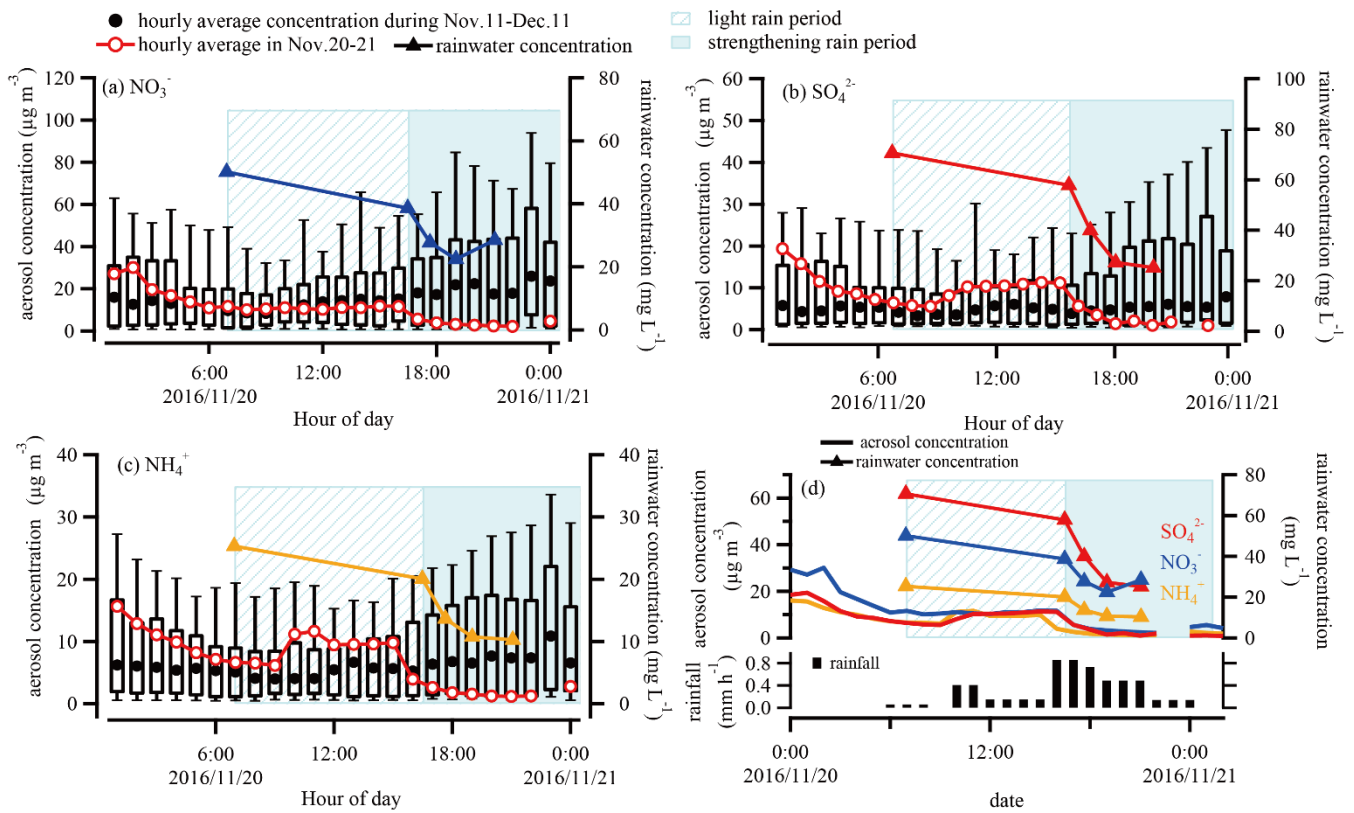 hourly average concentration during Nov.11-Dec.11
hourly average in Nov.20-21
rainwater concentration
light rain period
strengthening rain period
(a) NO₃⁻
aerosol concentration (μg m⁻³)
120
100
80
60
40
20
0
80
60
40
20
0
rainwater concentration (mg L⁻¹)
6:00
12:00
18:00
0:00
2016/11/20
2016/11/21
Hour of day
(b) SO₄²⁻
aerosol concentration (μg m⁻³)
60
50
40
30
20
10
0
100
80
60
40
20
0
rainwater concentration (mg L⁻¹)
6:00
12:00
18:00
0:00
2016/11/20
2016/11/21
Hour of day
(c) NH₄⁺
aerosol concentration (μg m⁻³)
40
30
20
10
0
40
30
20
10
0
rainwater concentration (mg L⁻¹)
6:00
12:00
18:00
0:00
2016/11/20
2016/11/21
Hour of day
aerosol concentration
rainwater concentration
(d)
aerosol concentration
(μg m⁻³)
60
40
20
0
80
60
40
20
0
rainwater concentration
(mg L⁻¹)
SO₄²⁻
NO₃⁻
NH₄⁺
rainfall
rainfall
(mm h⁻¹)
0.8
0.4
0.0
0:00
12:00
0:00
2016/11/20
2016/11/21
date